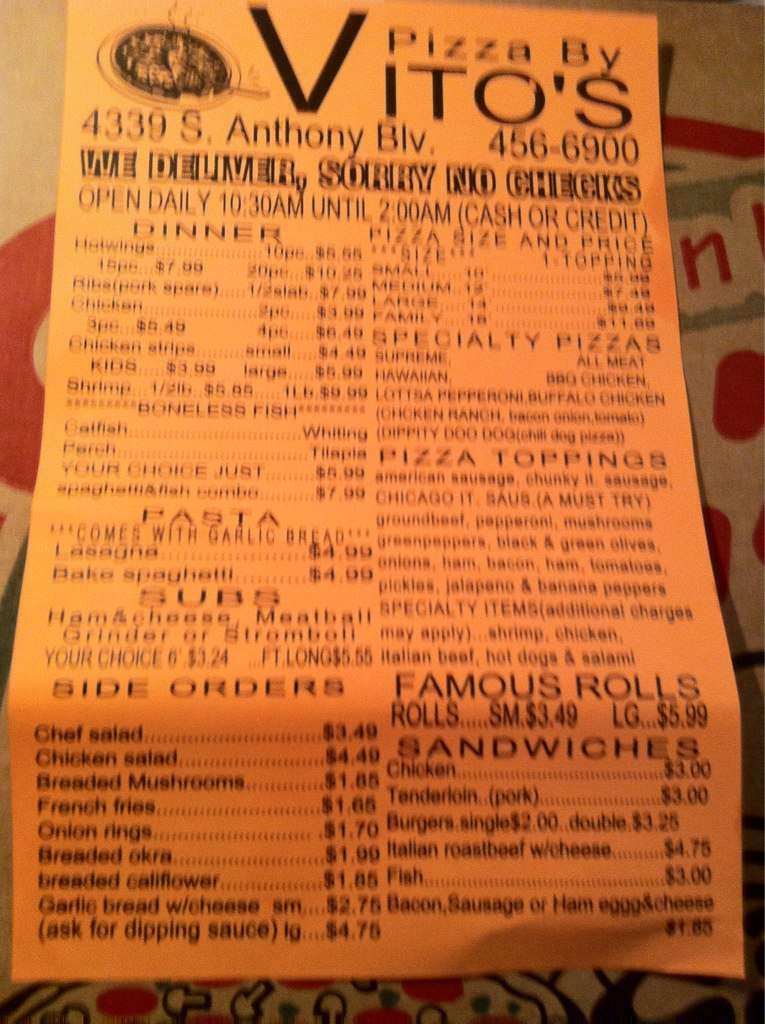 Pizza By
VITO'S
4339 S. Anthony Blv. 456-6900
WE DELIVER, SORRY NO CHECKS
OPEN DAILY 10:30AM UNTIL 2:00AM (CASH OR CREDIT)
DINNER
Hotwings 10pc..$5.55
15pc...$7.99 20pc...$10.25
Ribs(pork spare).....1/2slab..$7.99
Chicken 2pc....$3.99
3pc...$5.49 4pc....$6.49
Chicken strips small....$4.49
KIDS....$3.99 large....$5.99
Shrimp...1/2lb..$5.95 1Lb.$9.99
********BONELESS FISH********
Catfish Whiting
Perch Tilapia
YOUR CHOICE JUST $5.99
spaghetti&fish combo $7.99
PASTA
***COMES WITH GARLIC BREAD***
Lasagna $4.99
Bake spaghetti $4.99
SUBS
Ham&cheese, Meatball
Grinder or Stromboli
YOUR CHOICE 6' $3.24 ...FT.LONG$5.55
SIDE ORDERS
Chef salad $3.49
Chicken salad $4.49
Breaded Mushrooms $1.85
French fries $1.65
Onion rings $1.70
Breaded okra $1.99
breaded califlower $1.85
Garlic bread w/cheese sm....$2.75
(ask for dipping sauce) lg....$4.75
PIZZA SIZE AND PRICE
***SIZE*** 1-TOPPING
SMALL 10
MEDIUM 12 $7.49
LARGE 14 $9.49
FAMILY 16 $11.99
SPECIALTY PIZZAS
SUPREME, ALL MEAT
HAWAIIAN, BBQ CHICKEN,
LOTTSA PEPPERONI,BUFFALO CHICKEN
(CHCKEN RANCH, bacon onion,tomato)
(DIPPITY DOO DOG(chili dog pizza))
PIZZA TOPPINGS
american sausage, chunky it. sausage,
CHICAGO IT. SAUS.(A MUST TRY)
groundbeef, pepperoni, mushrooms
greenpeppers, black & green olives,
onions, ham, bacon, ham, tomatoes,
pickles, jalapeno & banana peppers
SPECIALTY ITEMS(additional charges
may apply)...shrimp, chicken,
italian beef, hot dogs & salami
FAMOUS ROLLS
ROLLS.....SM.$3.49 LG...$5.99
SANDWICHES
Chicken $3.00
Tenderloin..(pork) $3.00
Burgers.single$2.00..double.$3.25
Italian roastbeef w/cheese $4.75
Fish $3.00
Bacon,Sausage or Ham eggg&cheese
$1.85